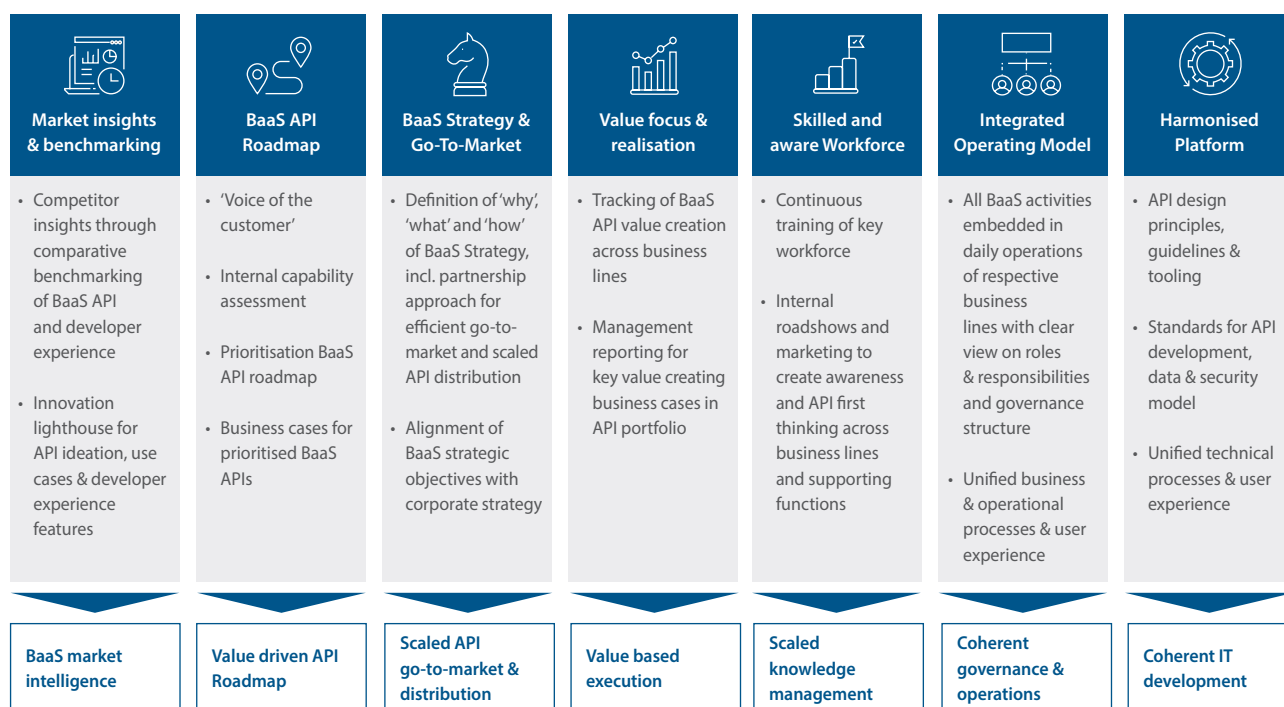 Market insights
& benchmarking
• Competitor
insights through
comparative
benchmarking
of BaaS API
and developer
experience
• Innovation
lighthouse for
API ideation, use
cases & developer
experience
features
BaaS market
intelligence
BaaS API
Roadmap
• ‘Voice of the
customer’
• Internal capability
assessment
• Prioritisation BaaS
API roadmap
• Business cases for
prioritised BaaS
APIs
Value driven API
Roadmap
BaaS Strategy &
Go-To-Market
• Definition of ‘why’,
‘what’ and ‘how’
of BaaS Strategy,
incl. partnership
approach for
efficient go-to-
market and scaled
API distribution
• Alignment of
BaaS strategic
objectives with
corporate strategy
Scaled API
go-to-market &
distribution
Value focus &
realisation
• Tracking of BaaS
API value creation
across business
lines
• Management
reporting for
key value creating
business cases in
API portfolio
Value based
execution
Skilled and
aware Workforce
• Continuous
training of key
workforce
• Internal
roadshows and
marketing to
create awareness
and API first
thinking across
business lines
and supporting
functions
Scaled
knowledge
management
Integrated
Operating Model
• All BaaS activities
embedded in
daily operations
of respective
business
lines with clear
view on roles
& responsibilities
and governance
structure
• Unified business
& operational
processes & user
experience
Coherent
governance &
operations
Harmonised
Platform
• API design
principles,
guidelines &
tooling
• Standards for API
development,
data & security
model
• Unified technical
processes & user
experience
Coherent IT
development